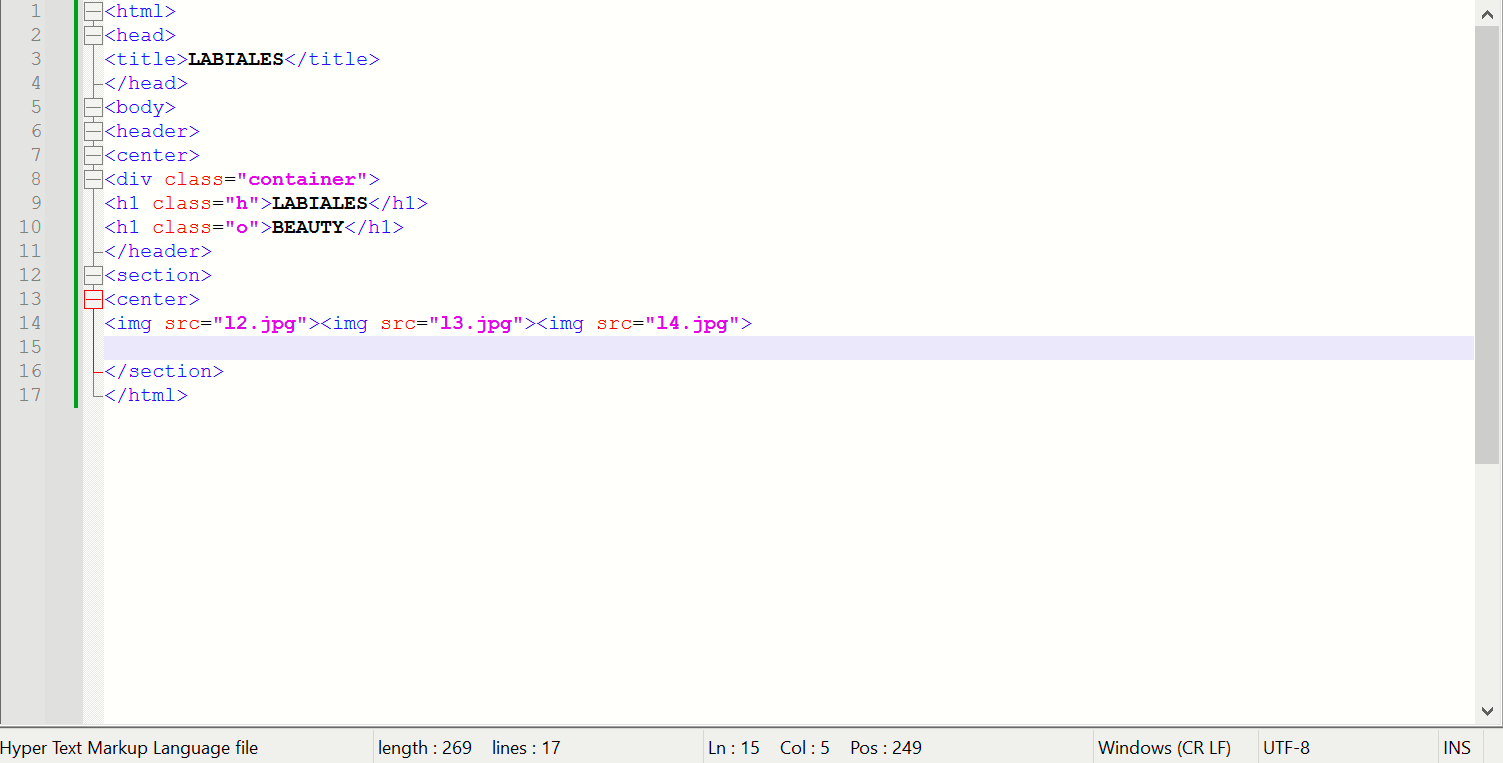 1 <html>
2 <head>
3 <title>LABIALES</title>
4 </head>
5 <body>
6 <header>
7 <center>
8 <div class="container">
9 <h1 class="h">LABIALES</h1>
10 <h1 class="o">BEAUTY</h1>
11 </header>
12 <section>
13 <center>
14 <img src="l2.jpg"><img src="l3.jpg"><img src="l4.jpg">
15
16 </section>
17 </html>
Hyper Text Markup Language file length : 269 lines : 17 Ln : 15 Col : 5 Pos : 249 Windows (CR LF) UTF-8 INS